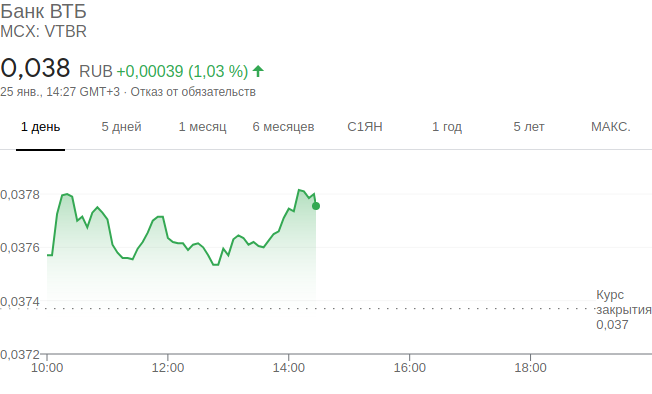 Банк ВТБ
MCX: VTBR
0,038 RUB +0,00039 (1,03 %)
25 янв., 14:27 GMT+3 · Отказ от обязательств
1 день 5 дней 1 месяц 6 месяцев С1ЯН 1 год 5 лет МАКС.
0,0378
0,0376
0,0374
Курс
закрытия
0,037
0,0372
10:00 12:00 14:00 16:00 18:00